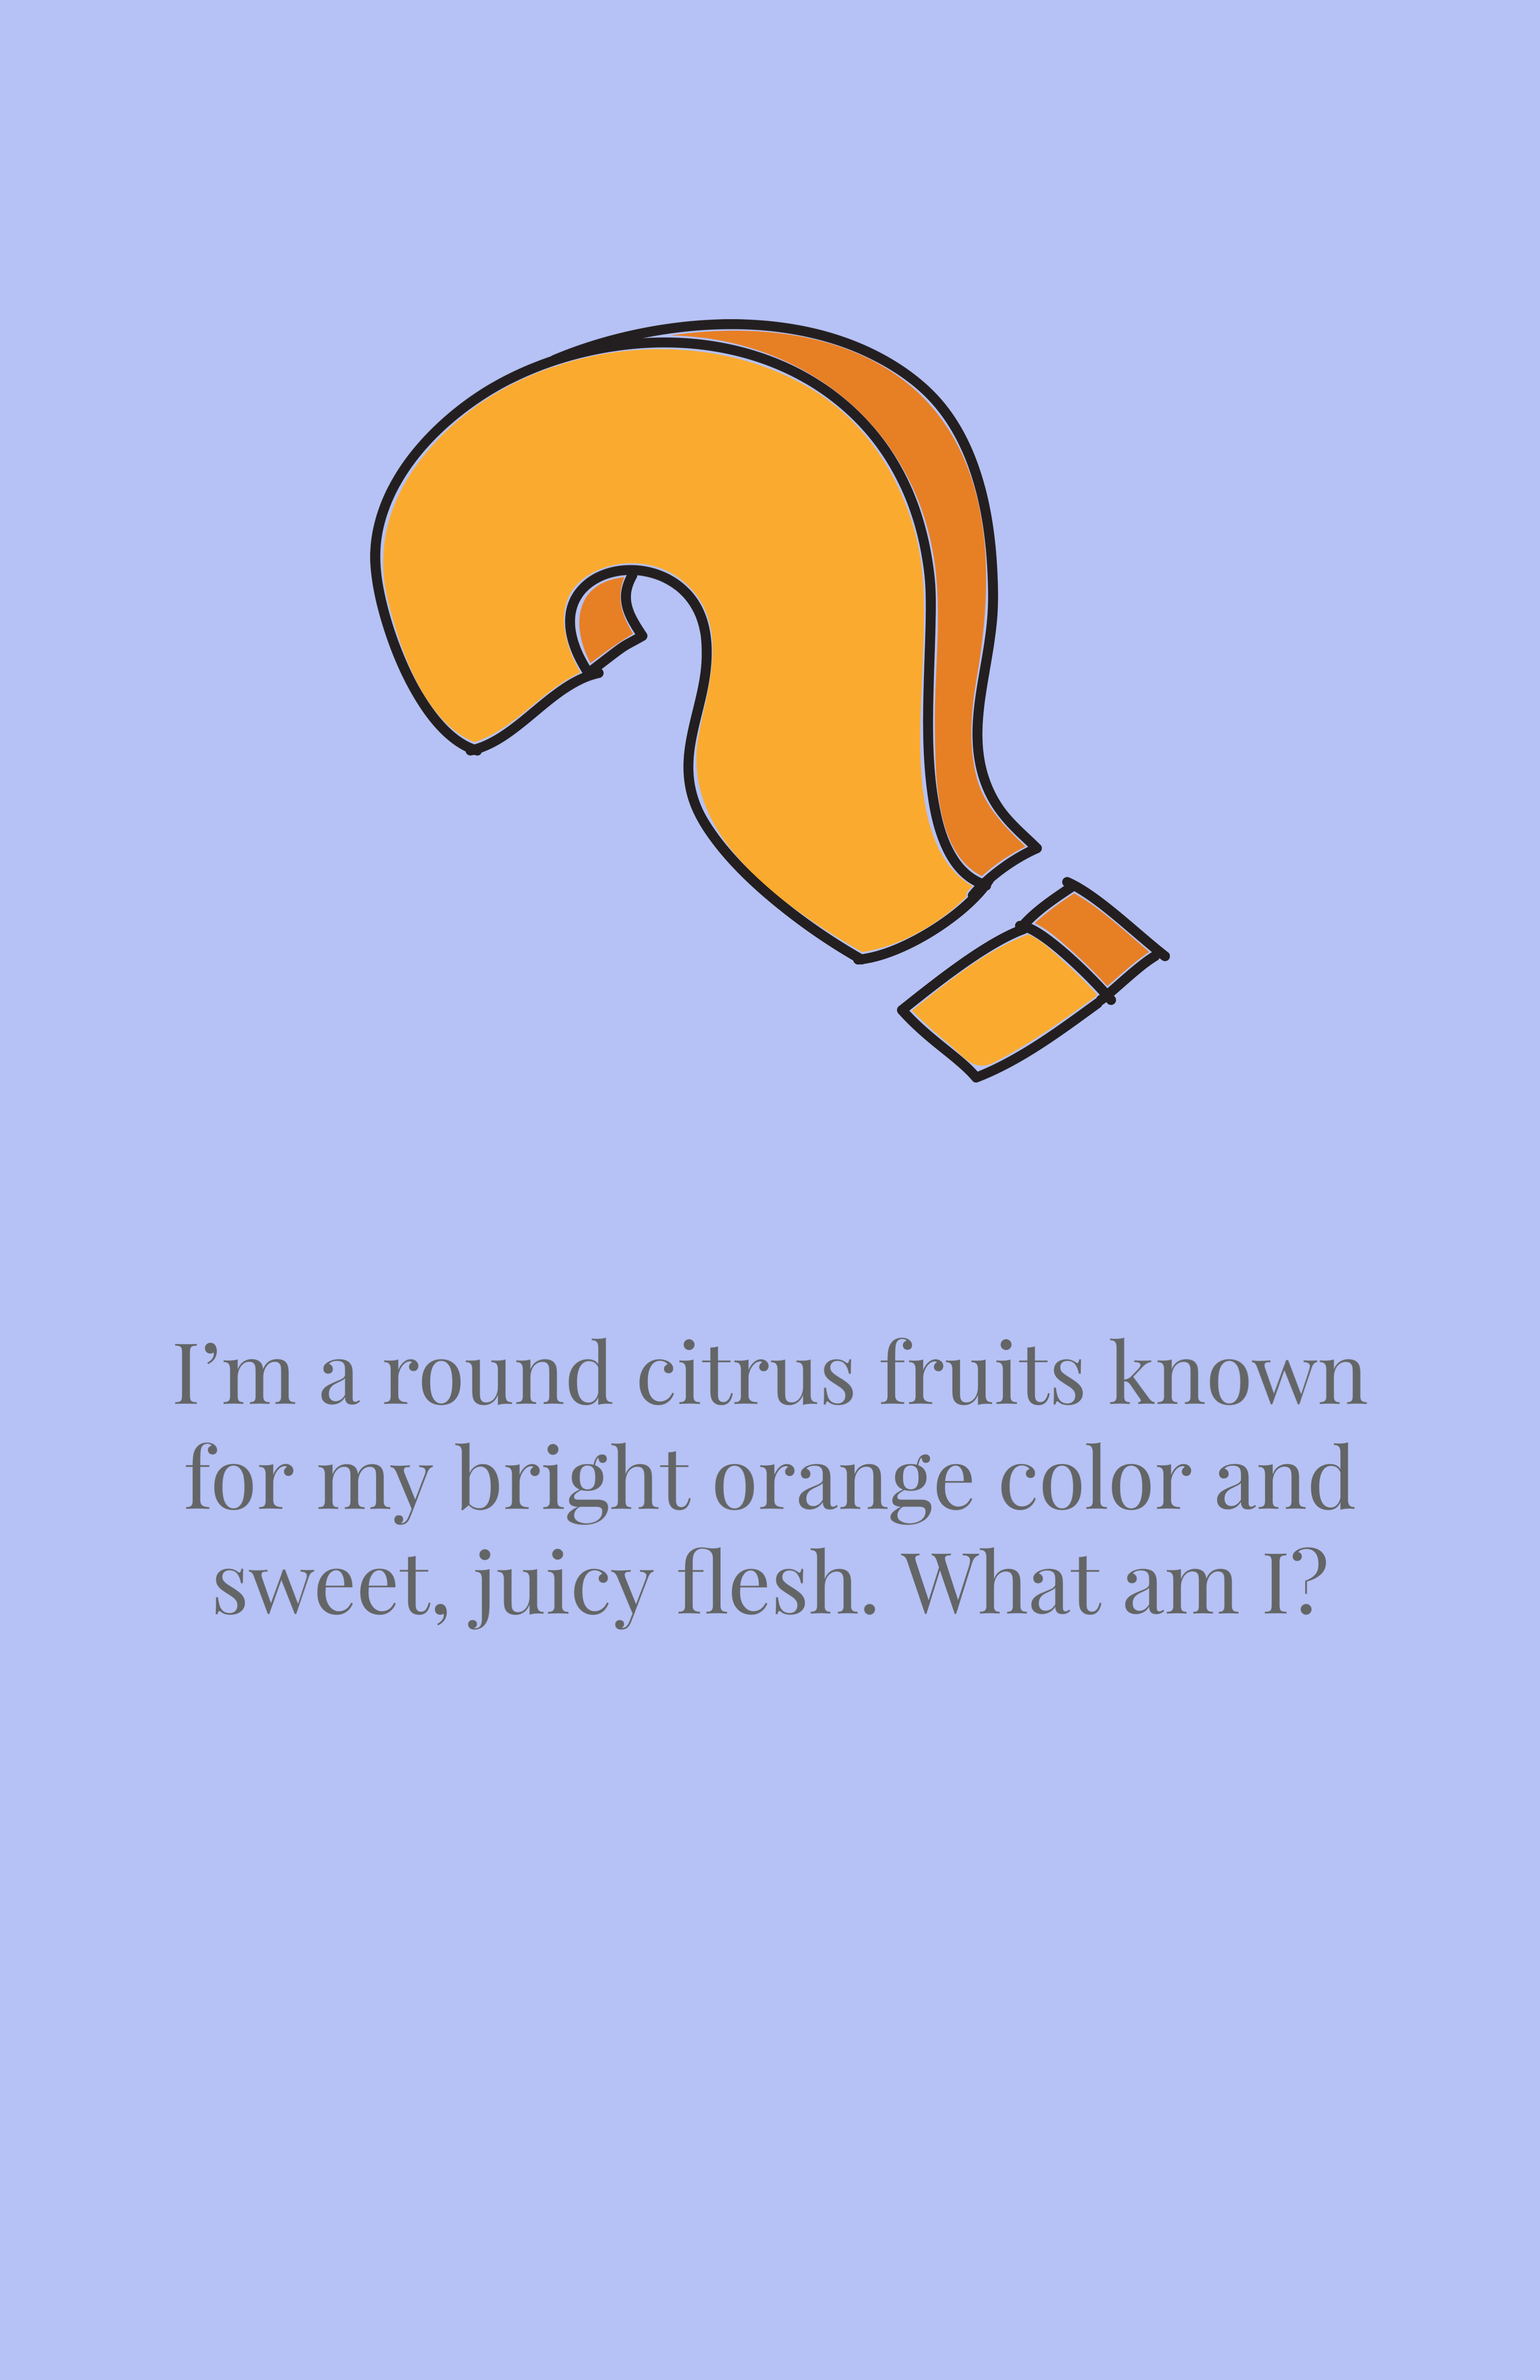 I’m a round citrus fruits known
for my bright orange color and
sweet, juicy flesh. What am I?